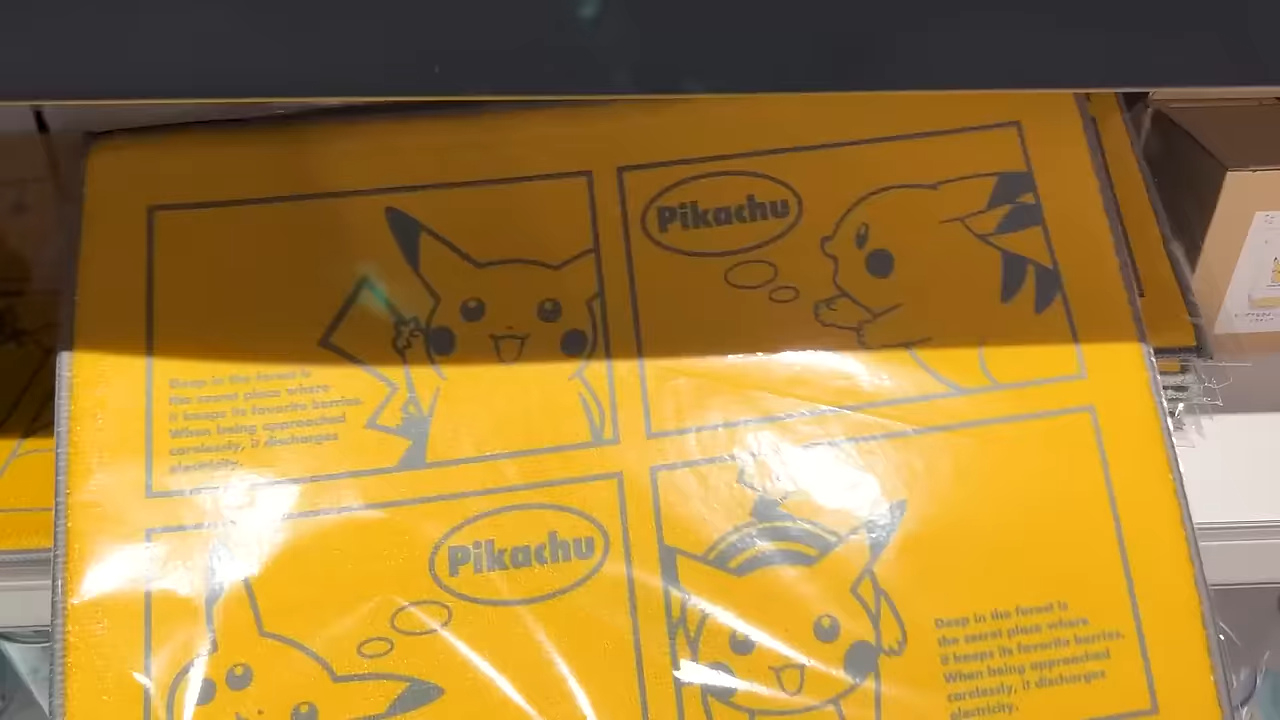 Pikachu
Deep in the forest is
the secret place where
it keeps its favorite berries.
When being approached
carelessly, it discharges
electricity.
Pikachu
Deep in the forest is
the secret place where
it keeps its favorite berries.
When being approached
carelessly, it discharges
electricity.